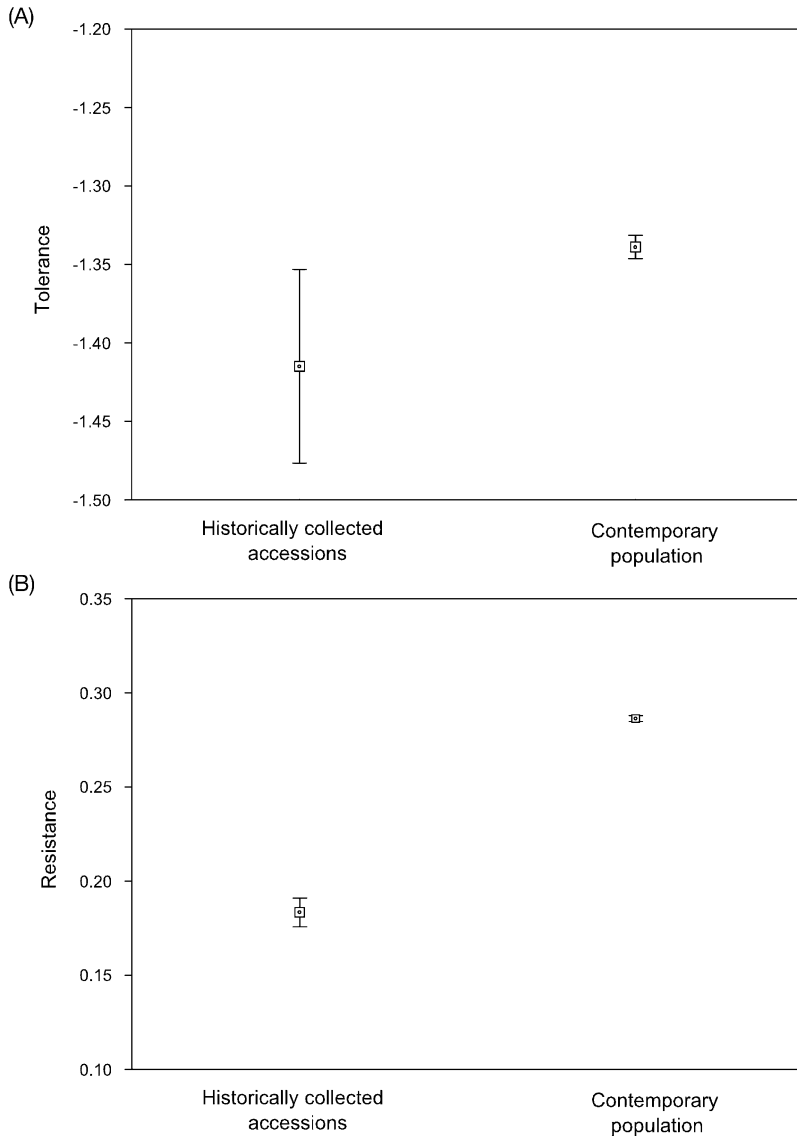 (A)
-1.20
-1.25
-1.30
-1.35
-1.40
-1.45
-1.50
Tolerance
Historically collected
accessions
Contemporary
population
(B)
0.35
0.30
0.25
0.20
0.15
0.10
Resistance
Historically collected
accessions
Contemporary
population